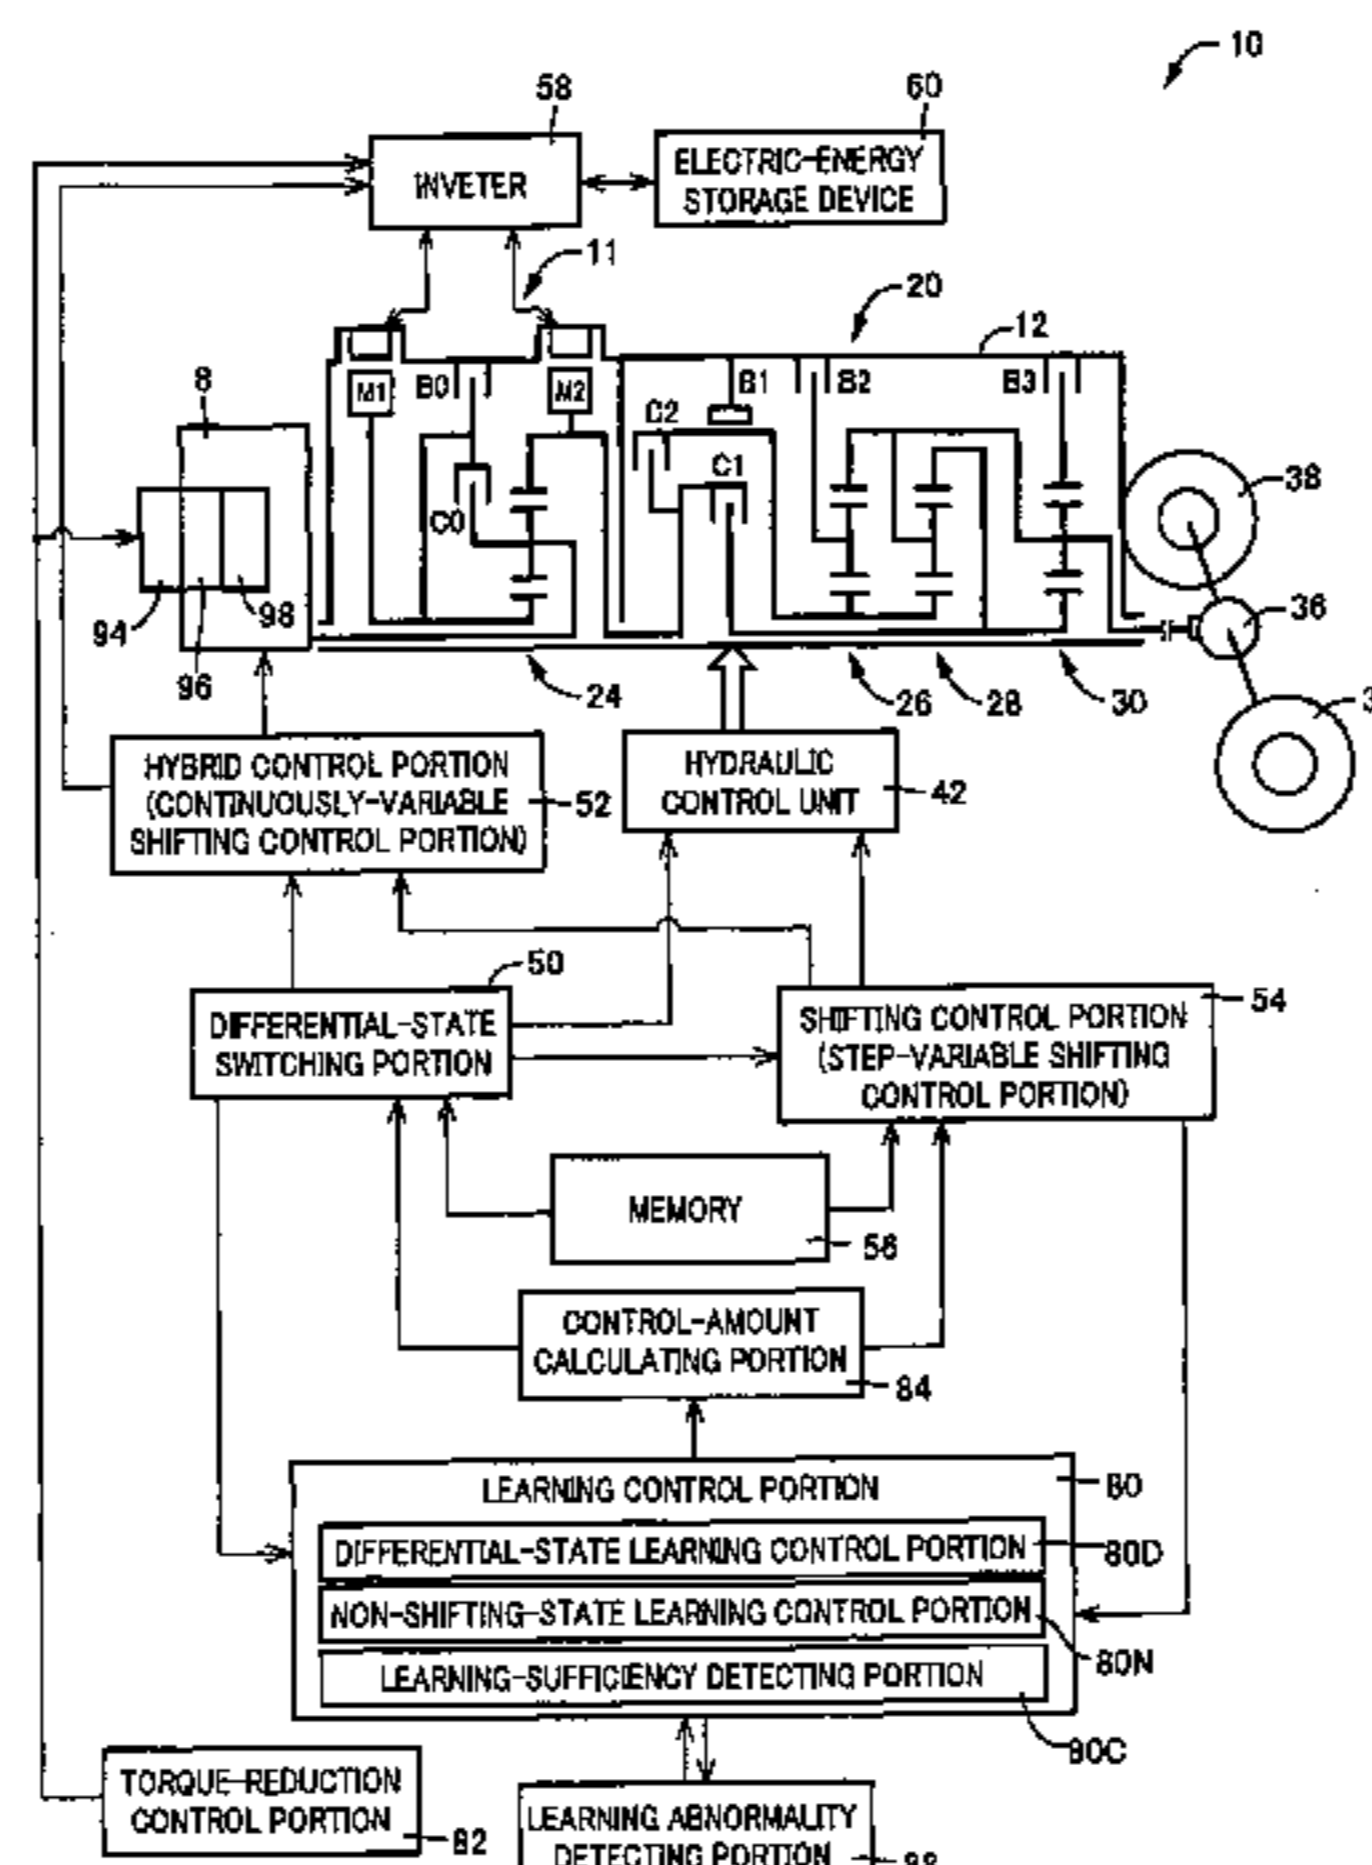 10
58
60
INVETER
ELECTRIC-ENERGY
STORAGE DEVICE
11
20
12
8
M1
B0
M2
B1
B2
B3
C2
C1
C0
38
94
98
96
36
24
26
28
30
HYBRID CONTROL PORTION
(CONTINUOUSLY-VARIABLE
SHIFTING CONTROL PORTION)
52
HYDRAULIC
CONTROL UNIT
42
50
DIFFERENTIAL-STATE
SWITCHING PORTION
SHIFTING CONTROL PORTION
(STEP-VARIABLE SHIFTING
CONTROL PORTION)
54
MEMORY
56
CONTROL-AMOUNT
CALCULATING PORTION
84
LEARNING CONTROL PORTION
80
DIFFERENTIAL-STATE LEARNING CONTROL PORTION
80D
NON-SHIFTING-STATE LEARNING CONTROL PORTION
80N
LEARNING-SUFFICIENCY DETECTING PORTION
80C
TORQUE-REDUCTION
CONTROL PORTION
82
LEARNING ABNORMALITY
DETECTING PORTION